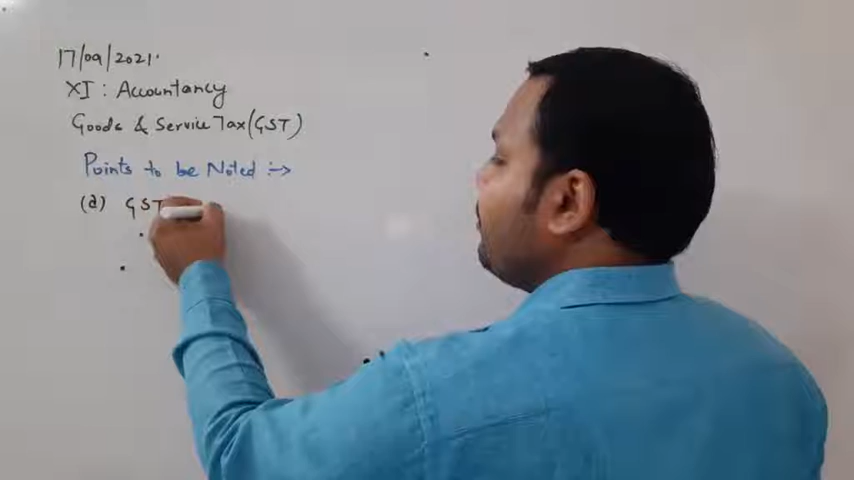 17/09/2021.
XI : Accountancy
Goods & Service Tax (GST)
Points to be Noted :→
(a) GST